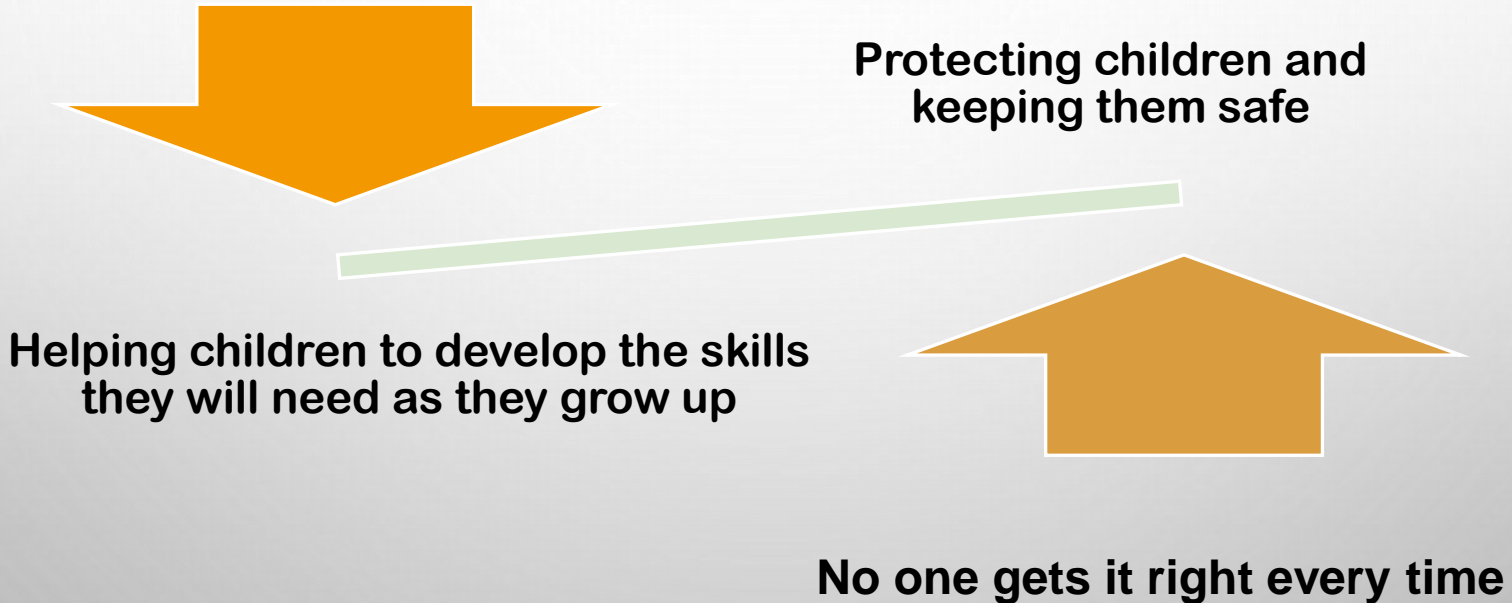 Protecting children and
keeping them safe
Helping children to develop the skills
they will need as they grow up
No one gets it right every time